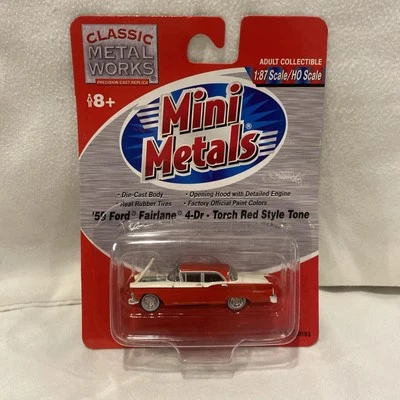 CLASSIC
METAL
WORKS
PRECISION CAST REPLICA
ADULT COLLECTIBLE
1:87 Scale/HO Scale
AGES 8+
Mini
Metals®
• Die-Cast Body • Opening Hood with Detailed Engine
• Real Rubber Tires • Factory Official Paint Colors
'59 Ford® Fairlane® 4-Dr - Torch Red Style Tone